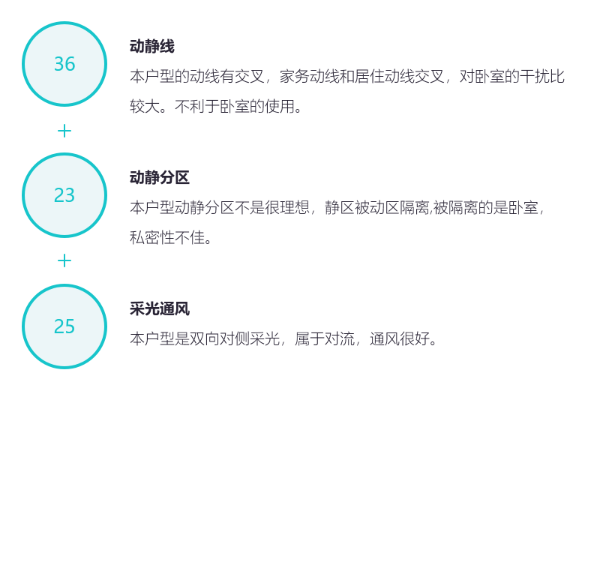 36
动静线
本户型的动线有交叉，家务动线和居住动线交叉，对卧室的干扰比
较大。不利于卧室的使用。
+
23
动静分区
本户型动静分区不是很理想，静区被动区隔离,被隔离的是卧室，
私密性不佳。
+
25
采光通风
本户型是双向对侧采光，属于对流，通风很好。